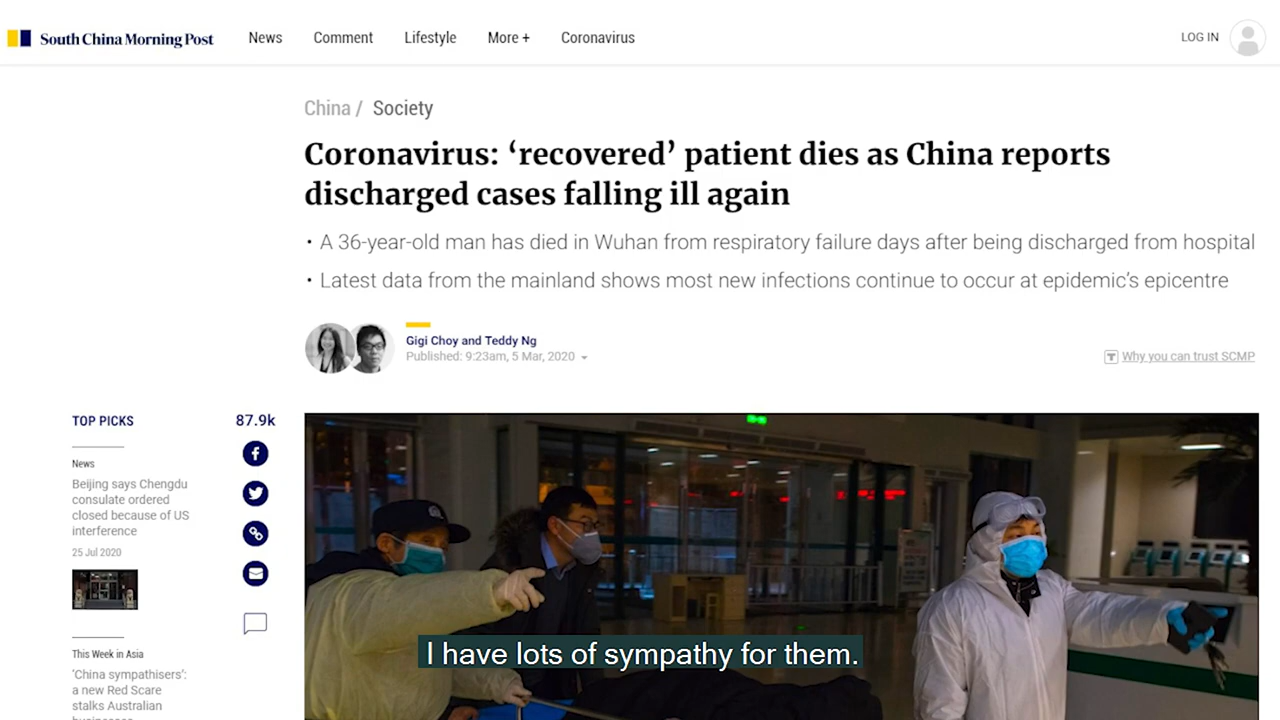 South China Morning Post
News
Comment
Lifestyle
More +
Coronavirus
LOG IN
China / Society
Coronavirus: ‘recovered’ patient dies as China reports
discharged cases falling ill again
• A 36-year-old man has died in Wuhan from respiratory failure days after being discharged from hospital
• Latest data from the mainland shows most new infections continue to occur at epidemic’s epicentre
Gigi Choy and Teddy Ng
Published: 9:23am, 5 Mar, 2020
Why you can trust SCMP
TOP PICKS
87.9k
News
Beijing says Chengdu
consulate ordered
closed because of US
interference
25 Jul 2020
This Week in Asia
‘China sympathisers’:
a new Red Scare
stalks Australian
I have lots of sympathy for them.